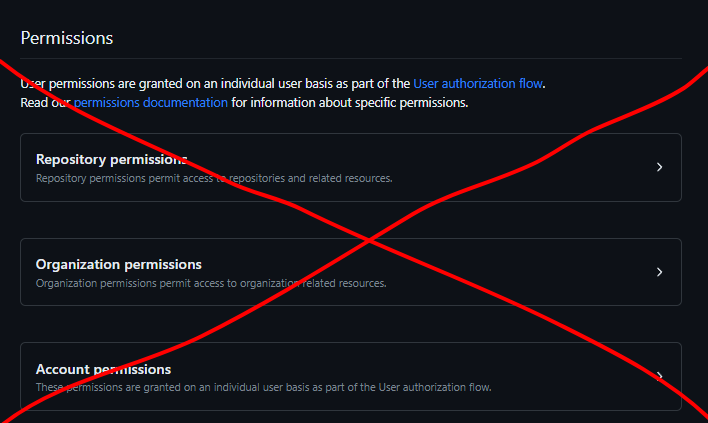 Permissions
User permissions are granted on an individual user basis as part of the User authorization flow.
Read our permissions documentation for information about specific permissions.
Repository permissions
Repository permissions permit access to repositories and related resources.
Organization permissions
Organization permissions permit access to organization related resources.
Account permissions
These permissions are granted on an individual user basis as part of the User authorization flow.